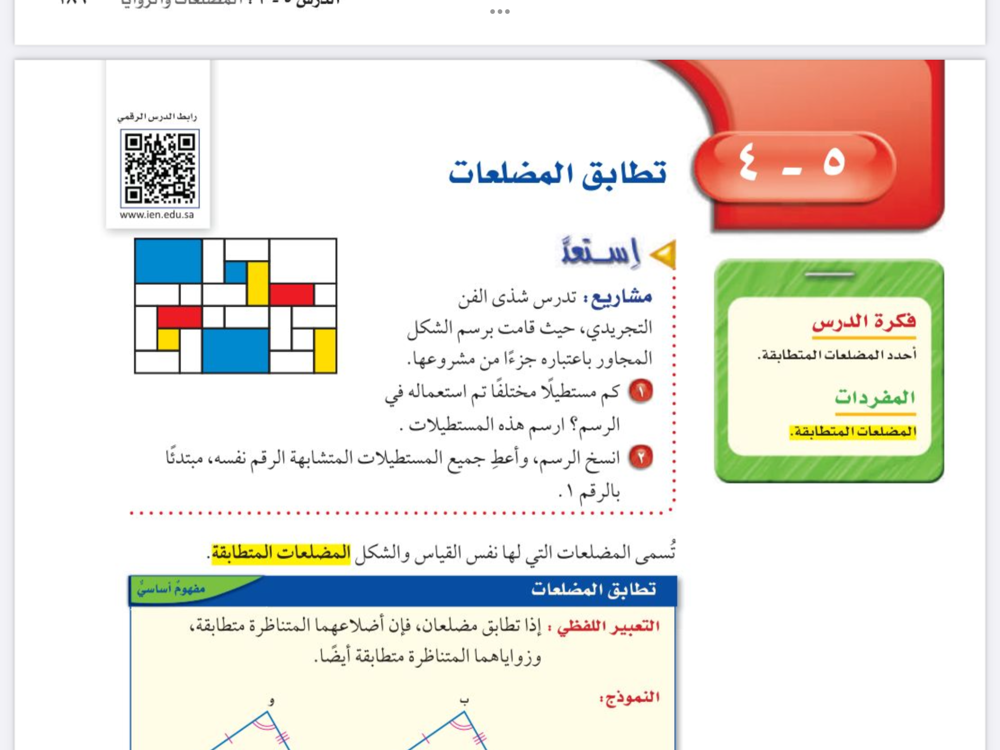 رابط الدرس الرقمي
www.ien.edu.sa
٥ - ٤
تطابق المضلعات
اِستعدَّ
مشاريع : تدرس شذى الفن
التجريدي، حيث قامت برسم الشكل
المجاور باعتباره جزءًا من مشروعها.
١ كم مستطيلًا مختلفًا تم استعماله في
الرسم؟ ارسم هذه المستطيلات .
٢ انسخ الرسم، وأعطِ جميع المستطيلات المتشابهة الرقم نفسه، مبتدئًا
بالرقم ١ .
فكرة الدرس
أحدد المضلعات المتطابقة.
المفردات
المضلعات المتطابقة.
تُسمى المضلعات التي لها نفس القياس والشكل المضلعات المتطابقة.
تطابق المضلعات
مفهومٌ أساسيٌّ
التعبير اللفظي : إذا تطابق مضلعان، فإن أضلاعهما المتناظرة متطابقة،
وزواياهما المتناظرة متطابقة أيضًا.
النموذج:
ب
و